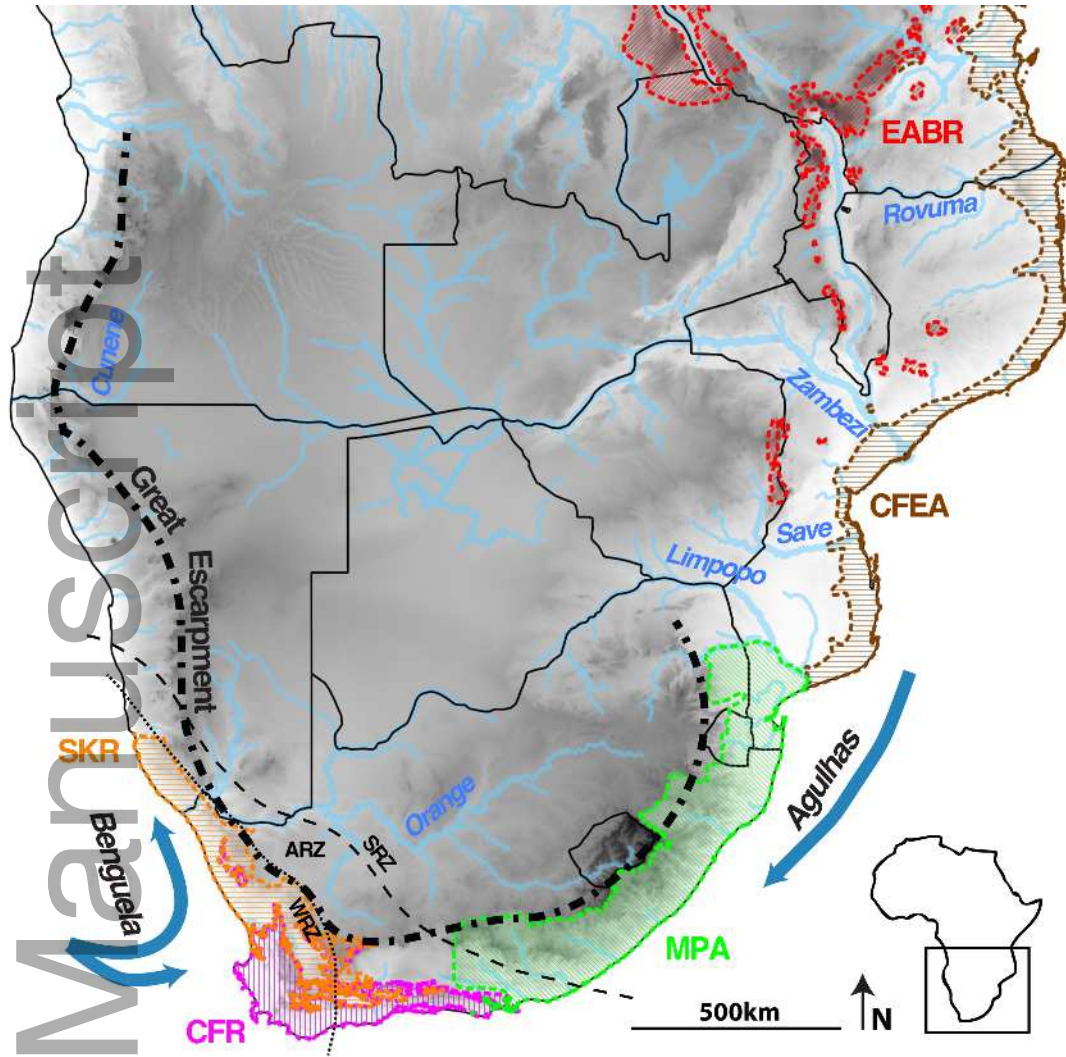 EABR
Rovuma
Cunene
Zambezi
Great
Escarpment
CFEA
Save
Limpopo
SKR
Agulhas
Orange
Benguela
ARZ
SRZ
WRZ
MPA
CFR
500km
N
Manuscript